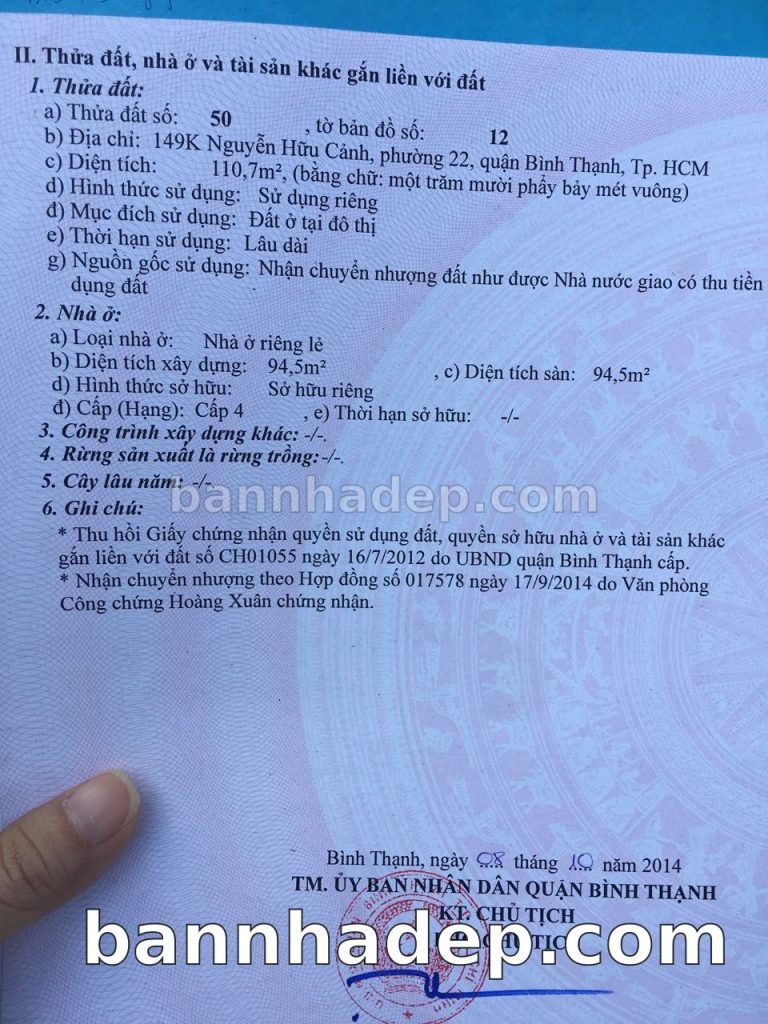 II. Thửa đất, nhà ở và tài sản khác gắn liền với đất
1. Thửa đất:
a) Thửa đất số: 50 , tờ bản đồ số: 12
b) Địa chỉ: 149K Nguyễn Hữu Cảnh, phường 22, quận Bình Thạnh, Tp. HCM
c) Diện tích: 110,7m², (bằng chữ: một trăm mười phẩy bảy mét vuông)
d) Hình thức sử dụng: Sử dụng riêng
đ) Mục đích sử dụng: Đất ở tại đô thị
e) Thời hạn sử dụng: Lâu dài
g) Nguồn gốc sử dụng: Nhận chuyển nhượng đất như được Nhà nước giao có thu tiền
dụng đất
2. Nhà ở:
a) Loại nhà ở: Nhà ở riêng lẻ
b) Diện tích xây dựng: 94,5m² , c) Diện tích sàn: 94,5m²
d) Hình thức sở hữu: Sở hữu riêng
đ) Cấp (Hạng): Cấp 4 , e) Thời hạn sở hữu: -/-
3. Công trình xây dựng khác: -/-.
4. Rừng sản xuất là rừng trồng:-/-.
5. Cây lâu năm: -/-.
bannhadep.com
6. Ghi chú:
* Thu hồi Giấy chứng nhận quyền sử dụng đất, quyền sở hữu nhà ở và tài sản khác
gắn liền với đất số CH01055 ngày 16/7/2012 do UBND quận Bình Thạnh cấp.
* Nhận chuyển nhượng theo Hợp đồng số 017578 ngày 17/9/2014 do Văn phòng
Công chứng Hoàng Xuân chứng nhận.
Bình Thạnh, ngày 08 tháng 10 năm 2014
TM. ỦY BAN NHÂN DÂN QUẬN BÌNH THẠNH
KT. CHỦ TỊCH
bannhadep.com